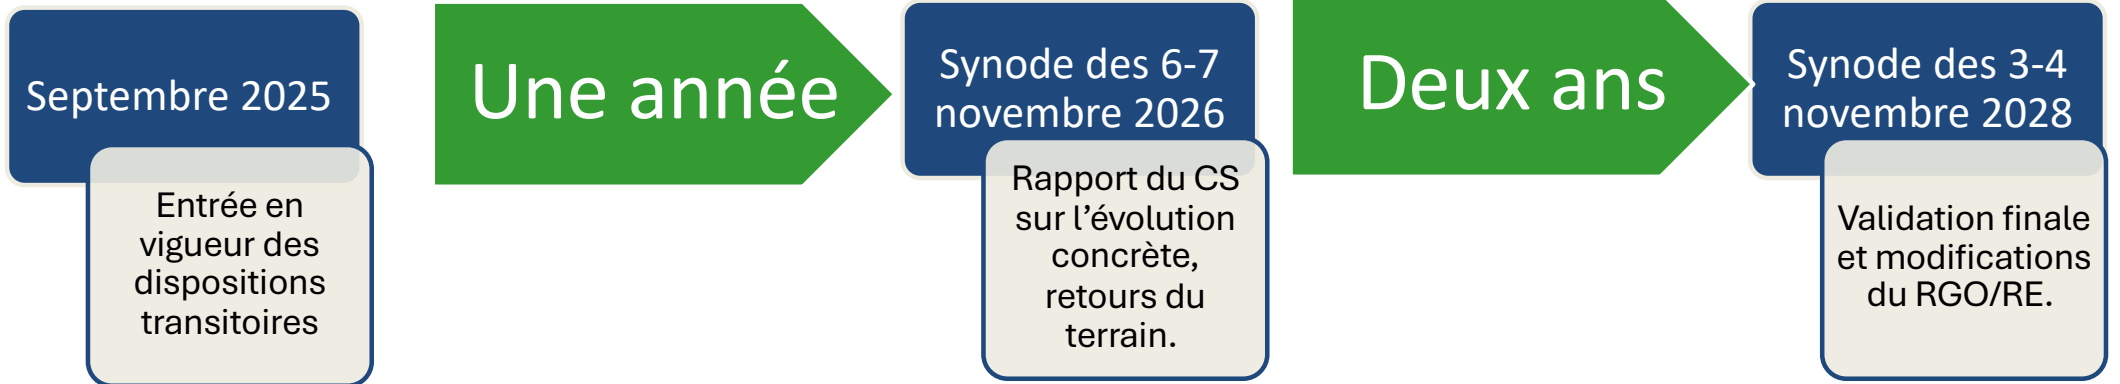 Septembre 2025
Entrée en
vigueur des
dispositions
transitoires
Une année
Synode des 6-7
novembre 2026
Rapport du CS
sur l’évolution
concrète,
retours du
terrain.
Deux ans
Synode des 3-4
novembre 2028
Validation finale
et modifications
du RGO/RE.